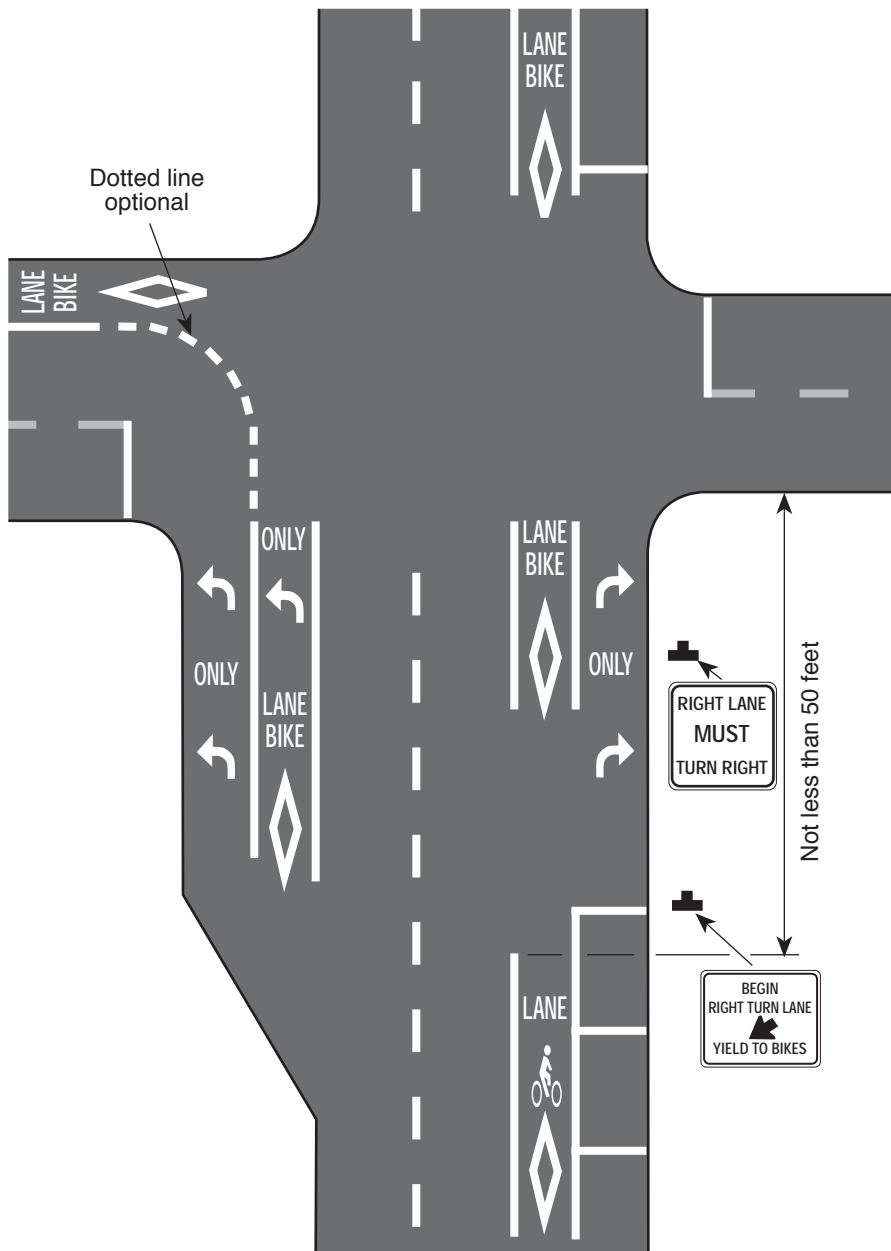 LANE
BIKE
Dotted line
optional
LANE
BIKE
ONLY
LANE
BIKE
ONLY
ONLY
LANE
BIKE
RIGHT LANE
MUST
TURN RIGHT
Not less than 50 feet
BEGIN
RIGHT TURN LANE
YIELD TO BIKES
LANE